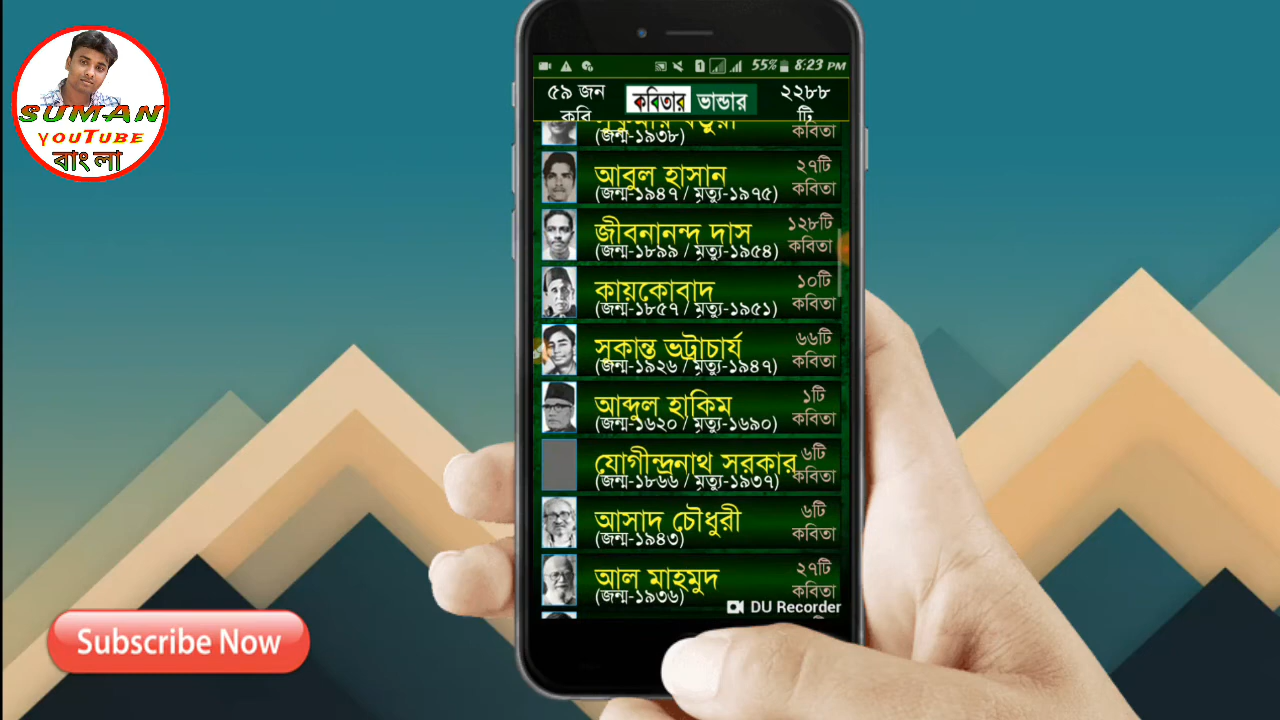 SUMAN
YOUTUBE
বাংলা
55% 8:23 PM
৫৯ জন কবি
কবিতার ভান্ডার
২২৮৮ টি
(জন্ম-১৯৩৮)
কবিতা
আবুল হাসান
(জন্ম-১৯৪৭ / মৃত্যু-১৯৭৫)
২৭টি কবিতা
জীবনানন্দ দাস
(জন্ম-১৮৯৯ / মৃত্যু-১৯৫৪)
১২৮টি কবিতা
কায়কোবাদ
(জন্ম-১৮৫৭ / মৃত্যু-১৯৫১)
১০টি কবিতা
সুকান্ত ভট্রাচার্য
(জন্ম-১৯২৬ / মৃত্যু-১৯৪৭)
৬৬টি কবিতা
আব্দুল হাকিম
(জন্ম-১৬২০ / মৃত্যু-১৬৯০)
১টি কবিতা
যোগীন্দ্রনাথ সরকার
(জন্ম-১৮৬৬ / মৃত্যু-১৯৩৭)
৬টি কবিতা
আসাদ চৌধুরী
(জন্ম-১৯৪৩)
৬টি কবিতা
আল মাহমুদ
(জন্ম-১৯৩৬)
২৭টি কবিতা
DU Recorder
Subscribe Now